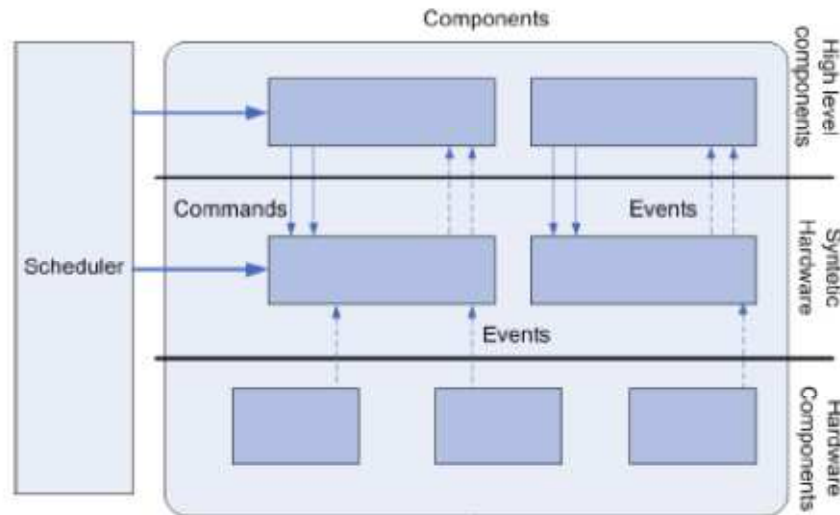 Components
High level
components
Commands
Events
Scheduler
Syntetic
Hardware
Events
Hardware
Components